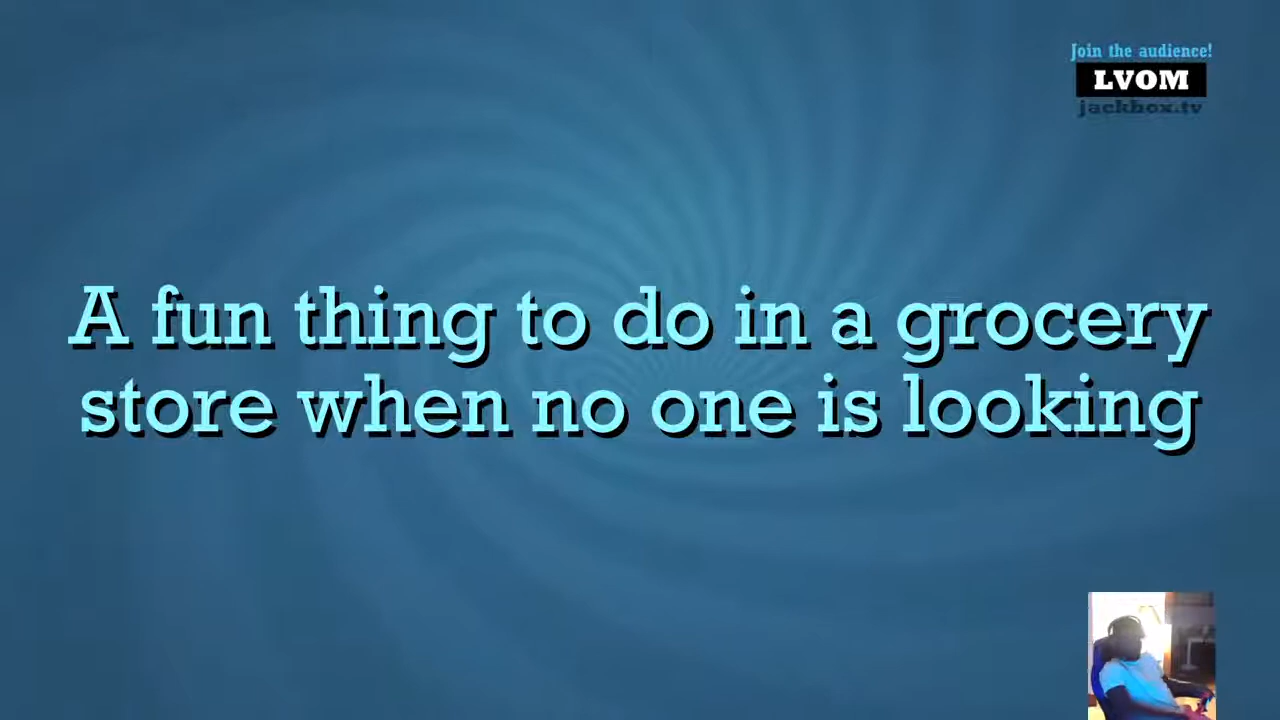 Join the audience!
LVOM
jackbox.tv
A fun thing to do in a grocery
store when no one is looking